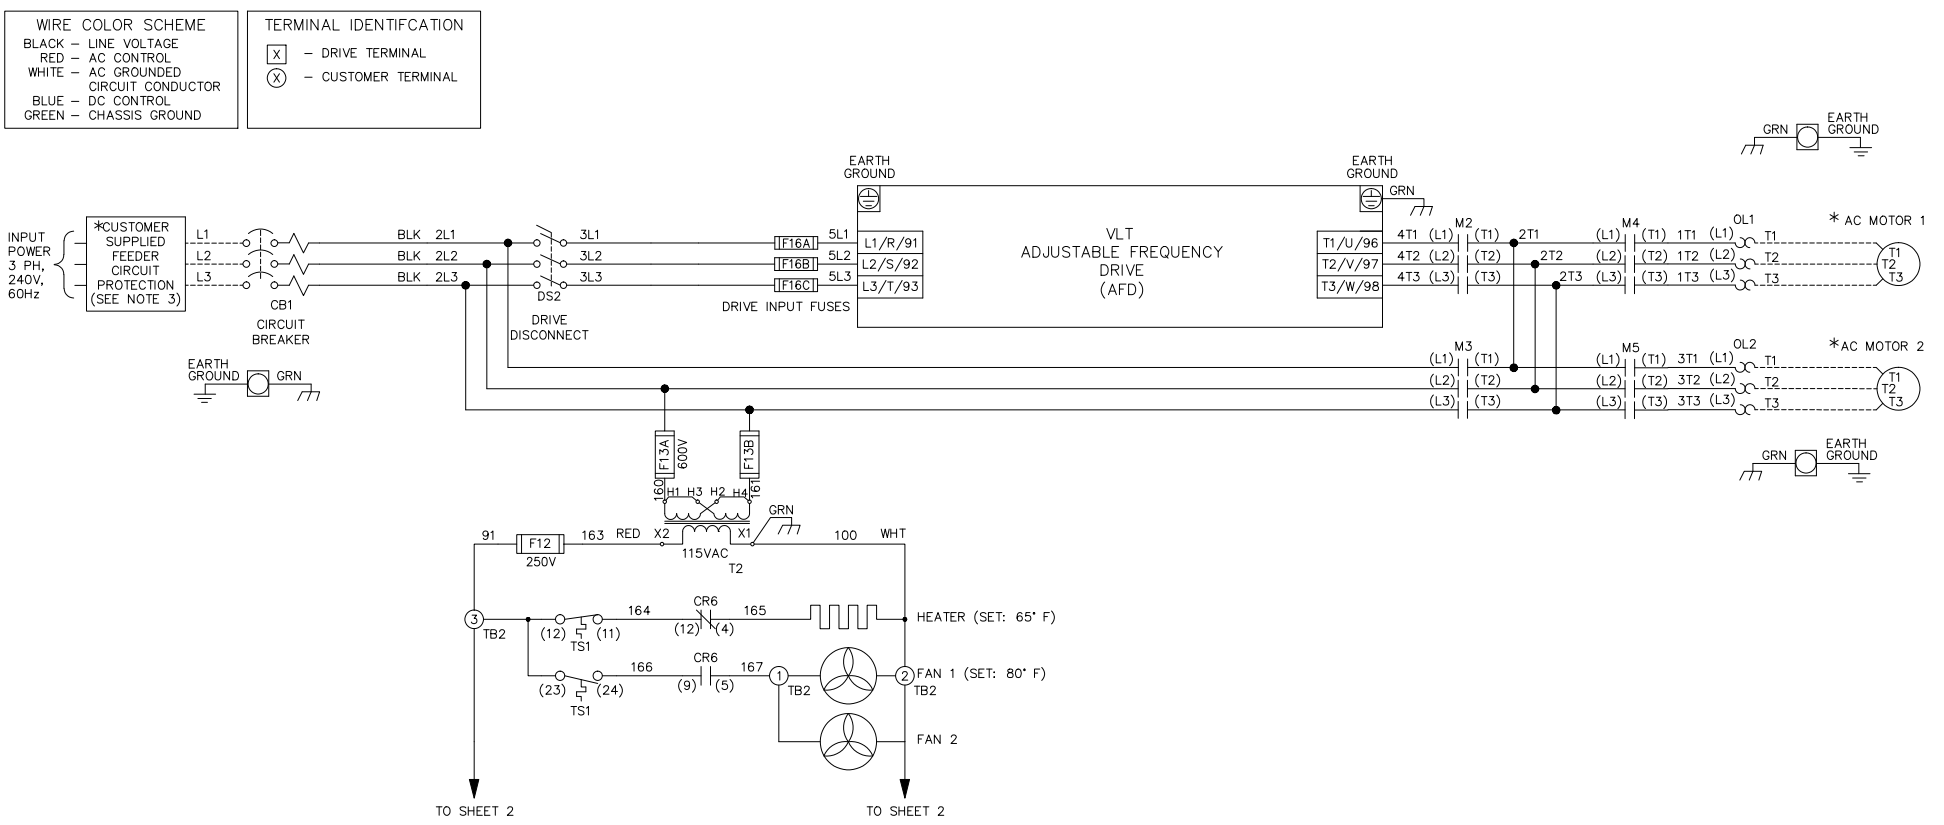 WIRE COLOR SCHEME
BLACK – LINE VOLTAGE
RED – AC CONTROL
WHITE – AC GROUNDED
CIRCUIT CONDUCTOR
BLUE – DC CONTROL
GREEN – CHASSIS GROUND
TERMINAL IDENTIFCATION
X – DRIVE TERMINAL
X – CUSTOMER TERMINAL
INPUT
POWER
3 PH,
240V,
60Hz
*CUSTOMER
SUPPLIED
FEEDER
CIRCUIT
PROTECTION
(SEE NOTE 3)
L1
L2
L3
CB1
CIRCUIT
BREAKER
EARTH
GROUND
GRN
BLK 2L1
BLK 2L2
BLK 2L3
DS2
DRIVE
DISCONNECT
3L1
3L2
3L3
F16A
F16B
F16C
DRIVE INPUT FUSES
5L1
5L2
5L3
EARTH
GROUND
L1/R/91
L2/S/92
L3/T/93
VLT
ADJUSTABLE FREQUENCY
DRIVE
(AFD)
EARTH
GROUND
GRN
T1/U/96
T2/V/97
T3/W/98
4T1 (L1) M2 (T1) 2T1 (L1) M4 (T1) 1T1 (L1) OL1 T1
4T2 (L2) (T2) 2T2 (L2) (T2) 1T2 (L2) T2
4T3 (L3) (T3) 2T3 (L3) (T3) 1T3 (L3) T3
* AC MOTOR 1
T1
T2
T3
GRN
EARTH
GROUND
(L1) M3 (T1) (L1) M5 (T1) 3T1 (L1) OL2 T1
(L2) (T2) (L2) (T2) 3T2 (L2) T2
(L3) (T3) (L3) (T3) 3T3 (L3) T3
*AC MOTOR 2
T1
T2
T3
GRN
EARTH
GROUND
F13A
600V
F13B
160
H1 H3 H2 H4
161
GRN
91 F12 163 RED X2 X1 100 WHT
250V
115VAC
T2
3
TB2
(12) (11)
TS1
164
CR6
(12) (4)
165
HEATER (SET: 65° F)
(23) (24)
TS1
166
CR6
(9) (5)
167
1
TB2
2
TB2
FAN 1 (SET: 80° F)
FAN 2
TO SHEET 2
TO SHEET 2